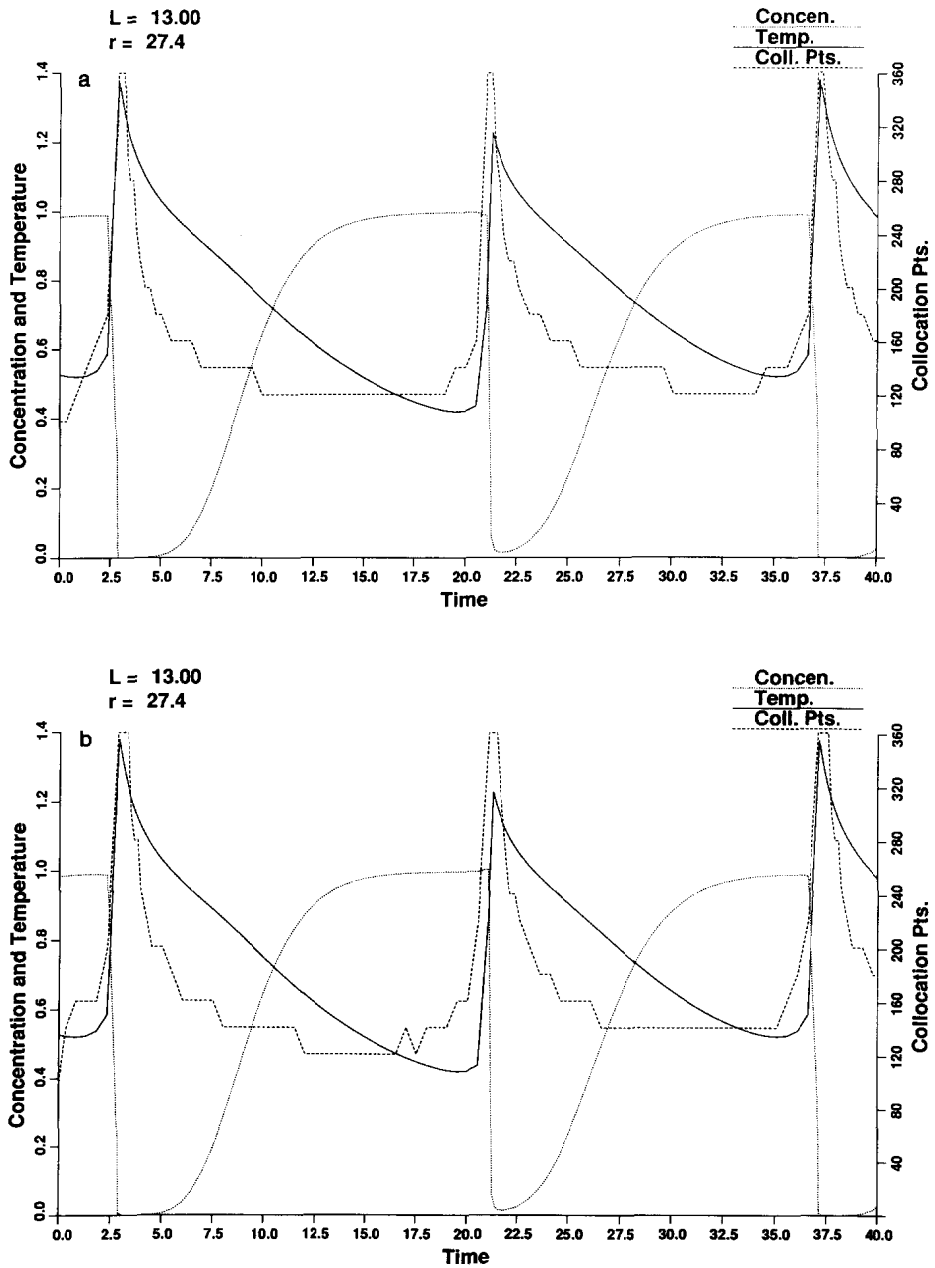 L = 13.00
r = 27.4
Concen.
Temp.
Coll. Pts.
a
1.4
1.2
1.0
0.8
0.6
0.4
0.2
0.0
Concentration and Temperature
360
320
280
240
200
160
120
80
40
Collocation Pts.
0.0 2.5 5.0 7.5 10.0 12.5 15.0 17.5 20.0 22.5 25.0 27.5 30.0 32.5 35.0 37.5 40.0
Time
L = 13.00
r = 27.4
Concen.
Temp.
Coll. Pts.
b
1.4
1.2
1.0
0.8
0.6
0.4
0.2
0.0
Concentration and Temperature
360
320
280
240
200
160
120
80
40
Collocation Pts.
0.0 2.5 5.0 7.5 10.0 12.5 15.0 17.5 20.0 22.5 25.0 27.5 30.0 32.5 35.0 37.5 40.0
Time